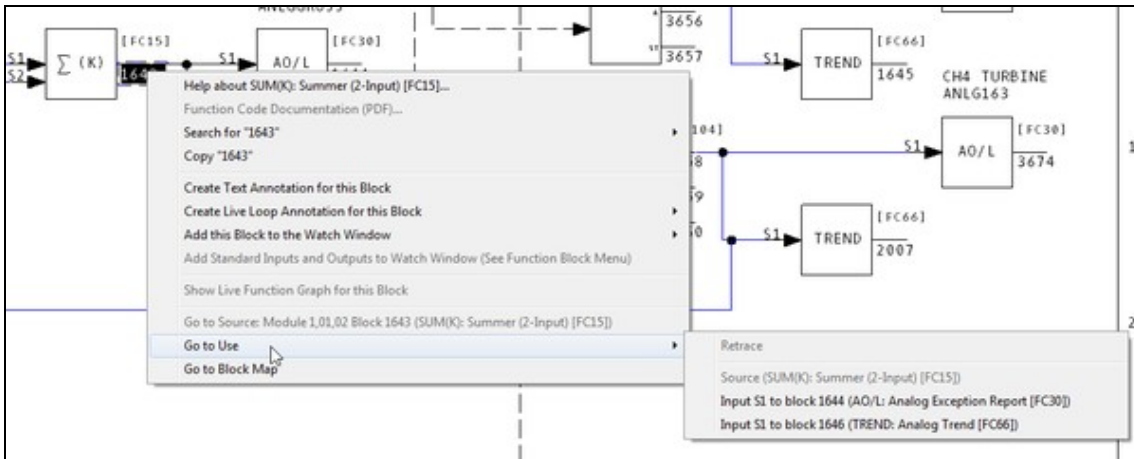 3656
3657
[FC15]
S1
S2
Σ (K)
S1
AO/L
[FC30]
S1
TREND
[FC66]
1645
CH4 TURBINE
ANLG163
[FC30]
S1
AO/L
3674
[FC66]
S1
TREND
2007
Help about SUM(K): Summer (2-Input) [FC15]...
Function Code Documentation (PDF)...
Search for "1643"
Copy "1643"
Create Text Annotation for this Block
Create Live Loop Annotation for this Block
Add this Block to the Watch Window
Add Standard Inputs and Outputs to Watch Window (See Function Block Menu)
Show Live Function Graph for this Block
Go to Source: Module 1,01,02 Block 1643 (SUM(K): Summer (2-Input) [FC15])
Go to Use
Go to Block Map
Retrace
Source (SUM(K): Summer (2-Input) [FC15])
Input S1 to block 1644 (AO/L: Analog Exception Report [FC30])
Input S1 to block 1646 (TREND: Analog Trend [FC66])